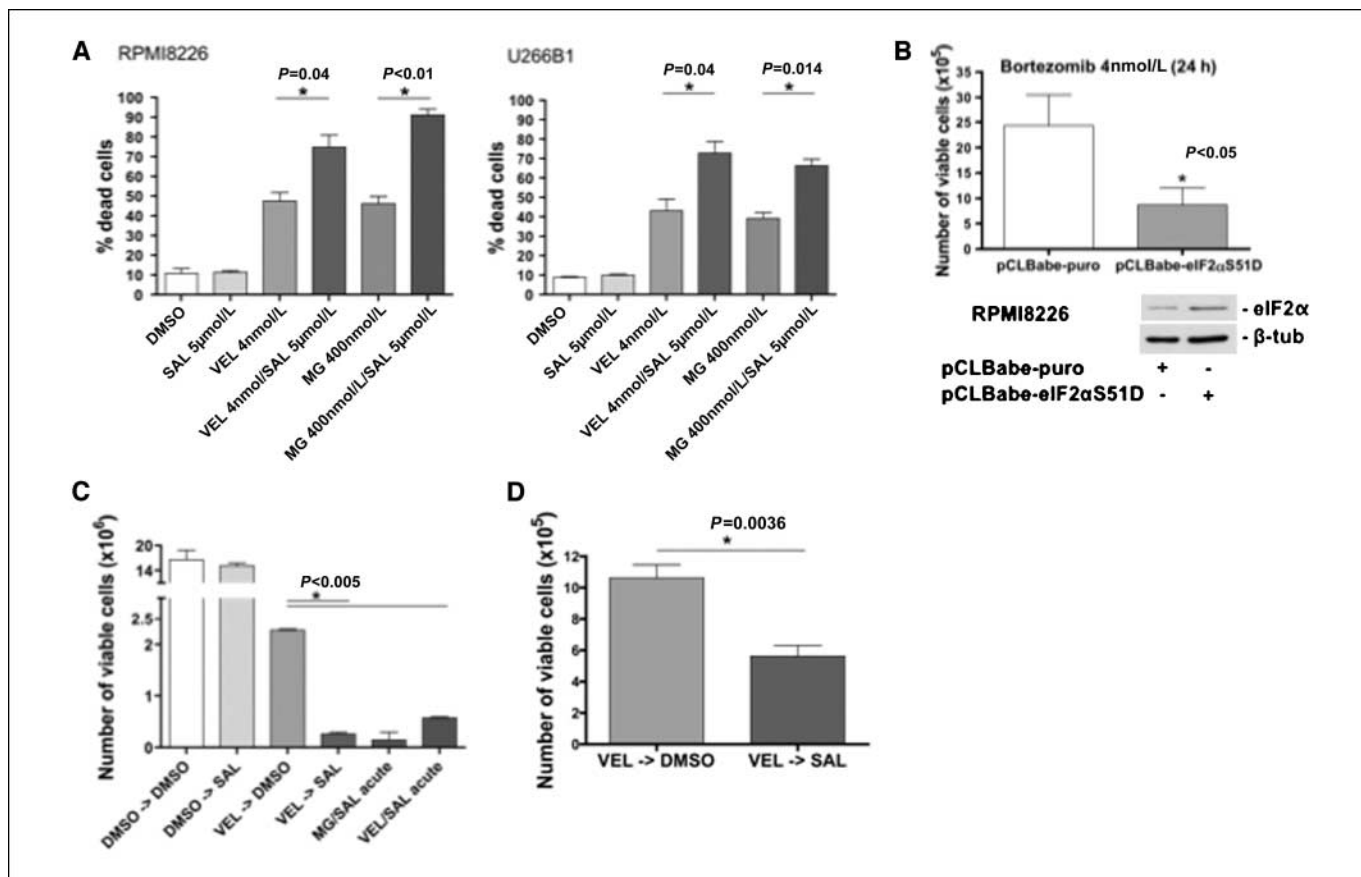 A
RPMI8226
P=0.04
*
P<0.01
*
% dead cells
100
90
80
70
60
50
40
30
20
10
0
DMSO
SAL 5µmol/L
VEL 4nmol/L
VEL 4nmol/SAL 5µmol/L
MG 400nmol/L
MG 400nmol/L/SAL 5µmol/L
U266B1
P=0.04
*
P=0.014
*
% dead cells
100
90
80
70
60
50
40
30
20
10
0
DMSO
SAL 5µmol/L
VEL 4nmol/L
VEL 4nmol/SAL 5µmol/L
MG 400nmol/L
MG 400nmol/L/SAL 5µmol/L
B
Bortezomib 4nmol/L (24 h)
Number of viable cells (x10⁵)
35
30
25
20
15
10
5
0
P<0.05
*
pCLBabe-puro
pCLBabe-eIF2αS51D
RPMI8226
- eIF2α
- β-tub
pCLBabe-puro + -
pCLBabe-eIF2αS51D - +
C
Number of viable cells (x10⁶)
20
14
2.5
2
1
0
P<0.005
*
DMSO -> DMSO
DMSO -> SAL
VEL -> DMSO
VEL -> SAL
MG/SAL acute
VEL/SAL acute
D
P=0.0036
*
Number of viable cells (x10⁵)
12
10
8
6
4
2
0
VEL -> DMSO
VEL -> SAL